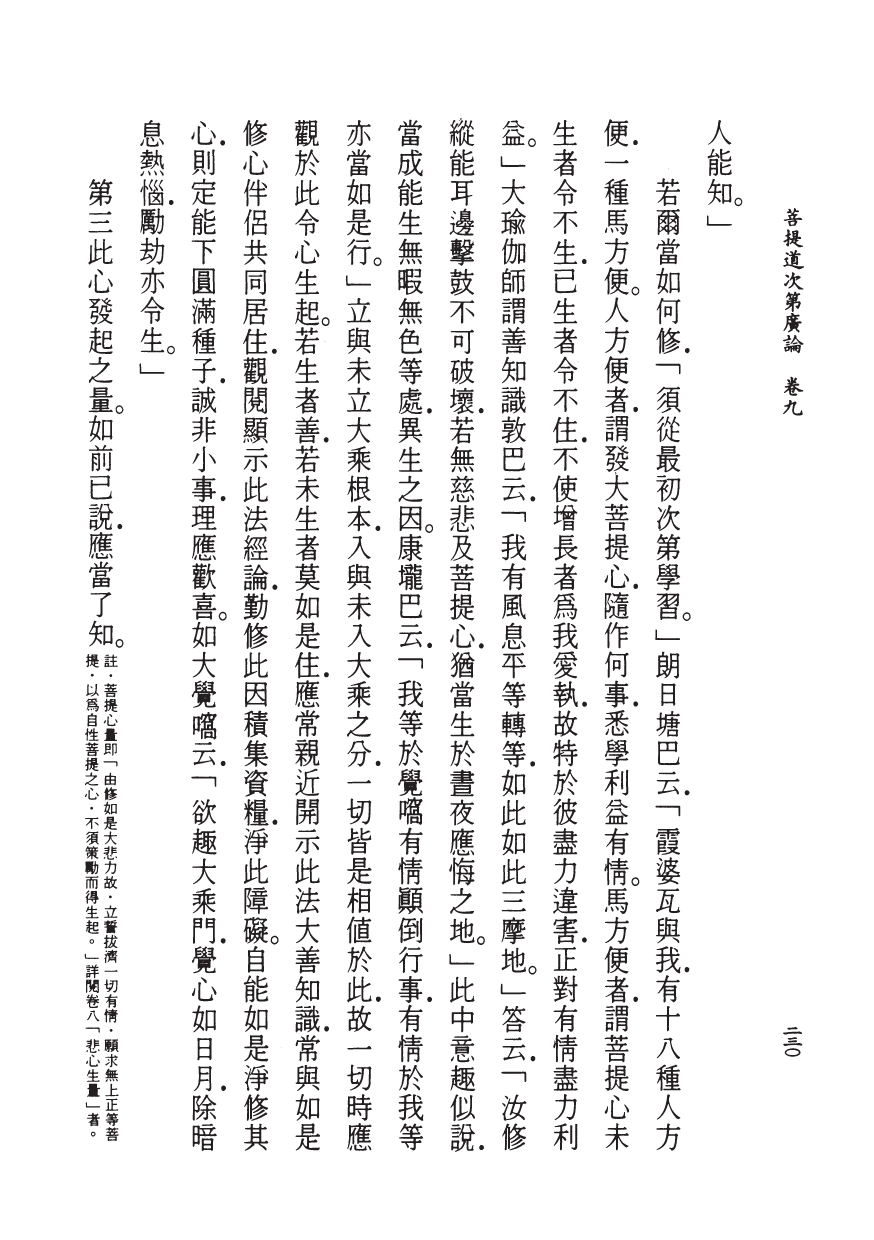 菩提道次第廣論　卷九
二三〇
人能知。」
若爾當如何修．「須從最初次第學習。」朗日塘巴云．「霞婆瓦與我．有十八種人方
便．一種馬方便。人方便者．謂發大菩提心．隨作何事．悉學利益有情。馬方便者．謂菩提心未
生者令不生．已生者令不住．不使增長者爲我愛執．故特於彼盡力違害．正對有情盡力利
益。」大瑜伽師謂善知識敦巴云．「我有風息平等轉等．如此如此三摩地。」答云．「汝修
縱能耳邊擊鼓不可破壞．若無慈悲及菩提心．猶當生於晝夜應悔之地。」此中意趣似說．
當成能生無暇無色等處．異生之因。康壠巴云．「我等於覺㗝有情顚倒行事．有情於我等
亦當如是行。」立與未立大乘根本．入與未入大乘之分．一切皆是相値於此．故一切時應
觀於此令心生起。若生者善．若未生者莫如是住．應常親近開示此法大善知識．常與如是
修心伴侶共同居住．觀閱顯示此法經論．勤修此因積集資糧．淨此障礙。自能如是淨修其
心．則定能下圓滿種子．誠非小事．理應歡喜。如大覺㗝云．「欲趣大乘門．覺心如日月．除暗
息熱惱．勵劫亦令生。」
第三此心發起之量。如前已說．應當了知。
註．菩提心量即「由修如是大悲力故．立誓拔濟一切有情．願求無上正等菩
提．以爲自性菩提之心．不須策勵而得生起。」詳閱卷八「悲心生量」者。